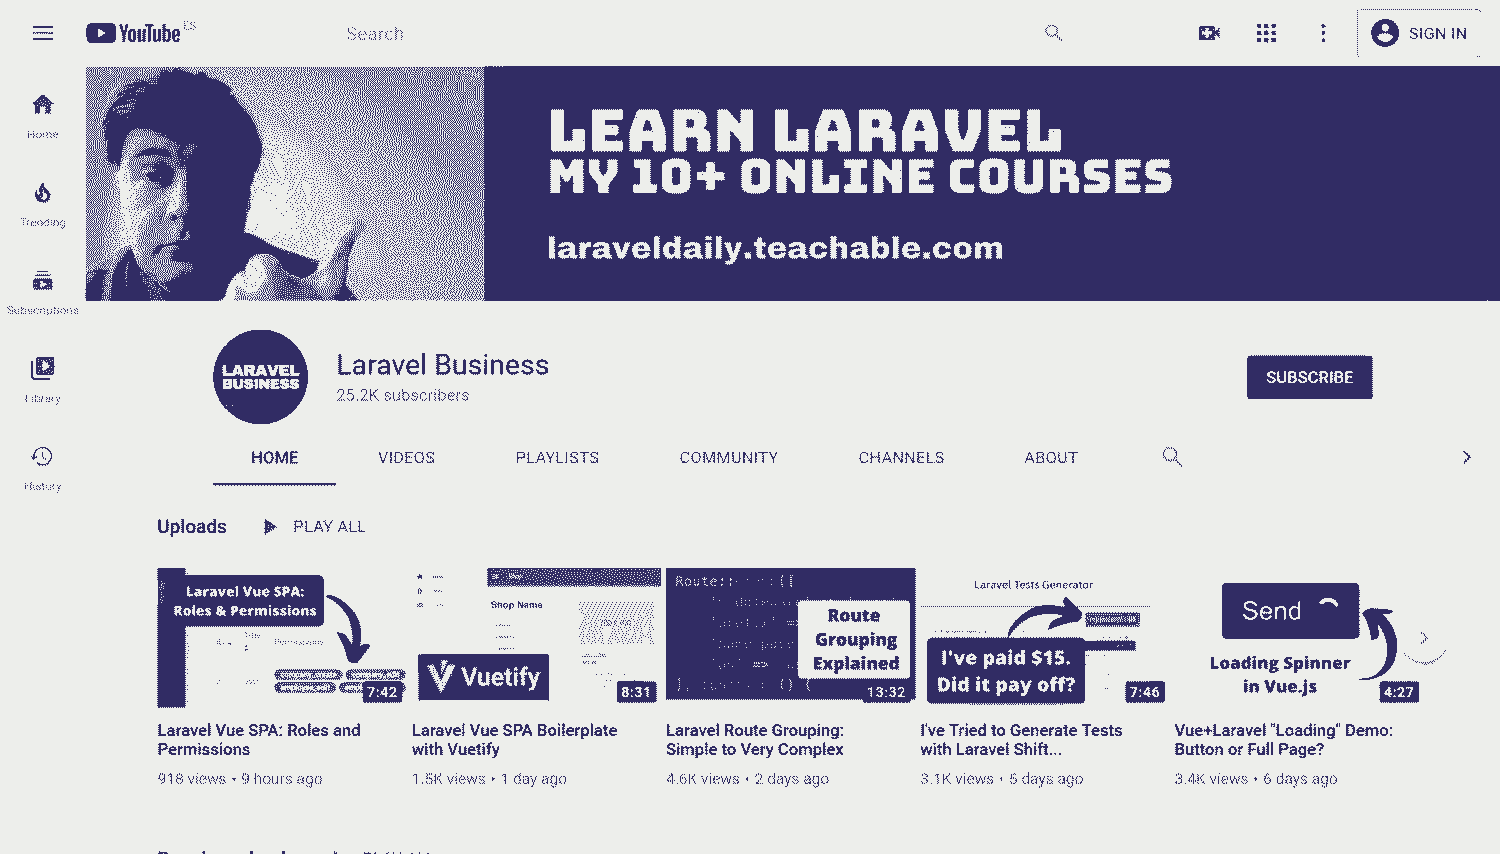 YouTube ES
Search
SIGN IN
Home
Trending
Subscriptions
Library
History
LEARN LARAVEL
MY 10+ ONLINE COURSES
laraveldaily.teachable.com
LARAVEL
BUSINESS
Laravel Business
25.2K subscribers
SUBSCRIBE
HOME
VIDEOS
PLAYLISTS
COMMUNITY
CHANNELS
ABOUT
Uploads
PLAY ALL
Laravel Vue SPA:
Roles & Permissions
7:42
Laravel Vue SPA: Roles and
Permissions
918 views • 9 hours ago
Shop Name
Vuetify
8:31
Laravel Vue SPA Boilerplate
with Vuetify
1.5K views • 1 day ago
Route::
Route
Grouping
Explained
13:32
Laravel Route Grouping:
Simple to Very Complex
4.6K views • 2 days ago
Laravel Tests Generator
I've paid $15.
Did it pay off?
7:46
I've Tried to Generate Tests
with Laravel Shift...
3.1K views • 5 days ago
Send
Loading Spinner
in Vue.js
4:27
Vue+Laravel "Loading" Demo:
Button or Full Page?
3.4K views • 6 days ago